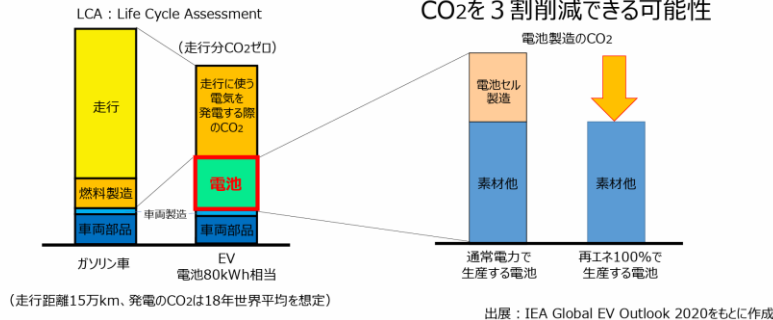 LCA：Life Cycle Assessment
CO2を３割削減できる可能性
（走行分CO2ゼロ）
電池製造のCO2
走行
走行に使う
電気を
発電する際
のCO2
電池
燃料製造
車両製造
車両部品
車両部品
ガソリン車
EV
電池80kWh相当
電池セル
製造
素材他
素材他
通常電力で
生産する電池
再エネ100%で
生産する電池
（走行距離15万km、発電のCO2は18年世界平均を想定）
出展：IEA Global EV Outlook 2020をもとに作成